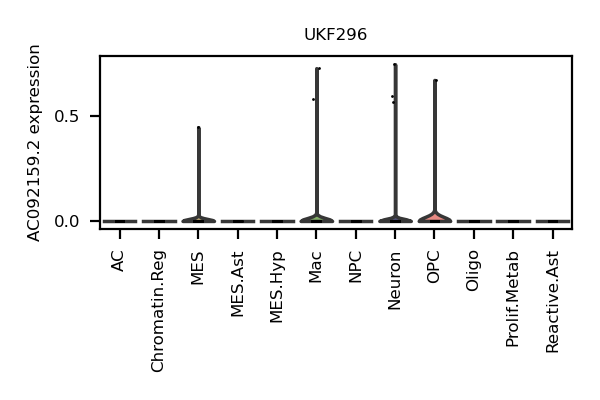 UKF296
AC092159.2 expression
0.5
0.0
AC
Chromatin.Reg
MES
MES.Ast
MES.Hyp
Mac
NPC
Neuron
OPC
Oligo
Prolif.Metab
Reactive.Ast